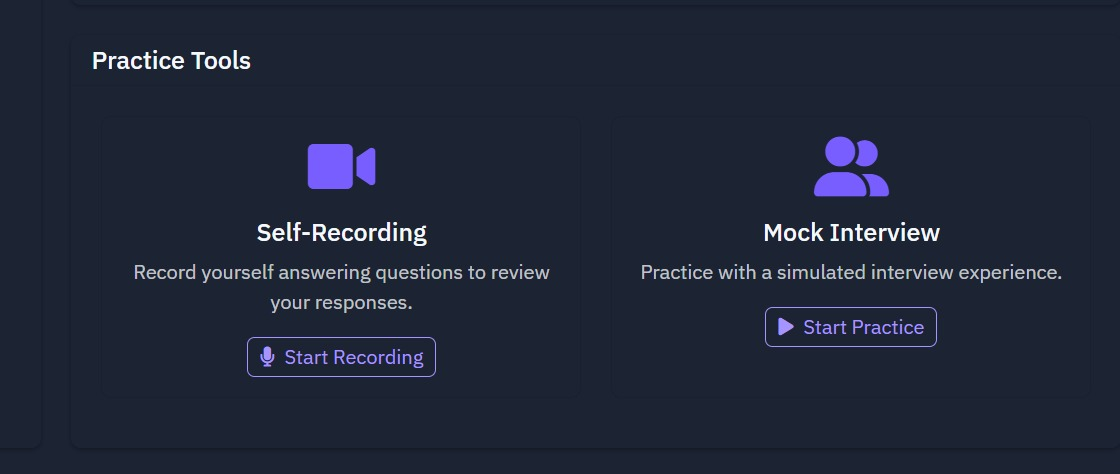 Practice Tools
Self-Recording
Record yourself answering questions to review
your responses.
Start Recording
Mock Interview
Practice with a simulated interview experience.
Start Practice